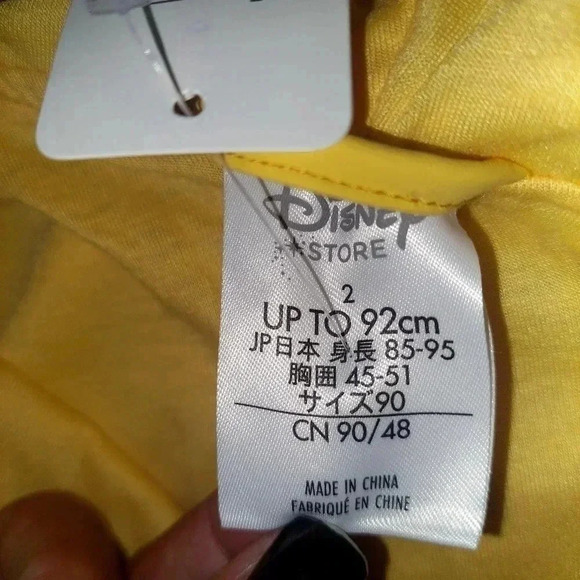 Disney
STORE
2
UP TO 92cm
JP日本 身長 85-95
胸囲 45-51
サイズ90
CN 90/48
MADE IN CHINA
FABRIQUÉ EN CHINE